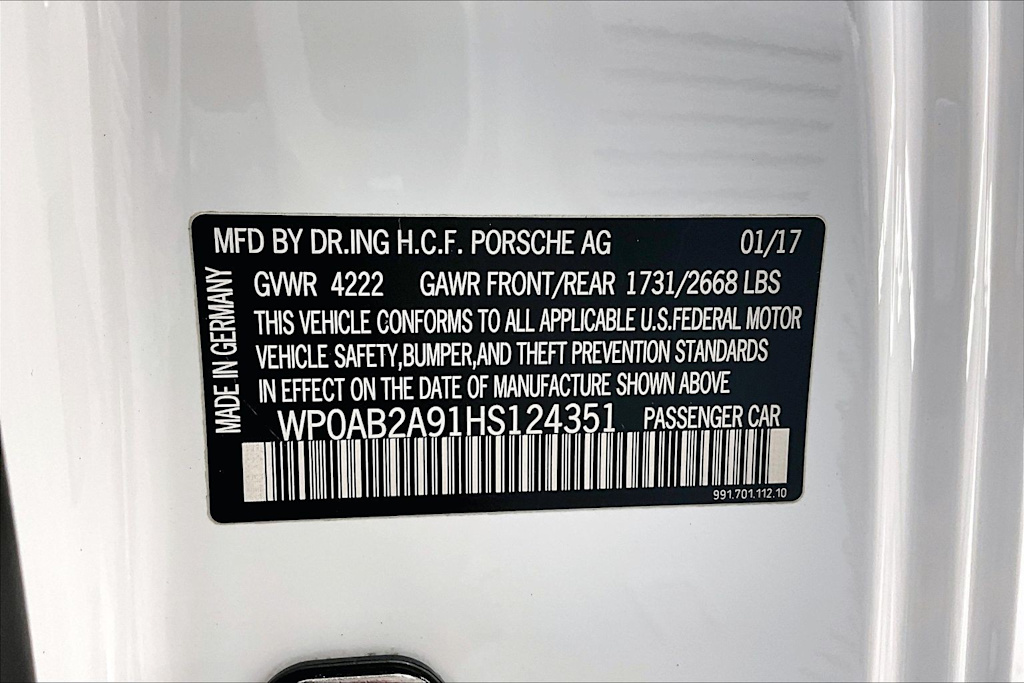 MFD BY DR.ING H.C.F. PORSCHE AG 01/17
GVWR 4222 GAWR FRONT/REAR 1731/2668 LBS
THIS VEHICLE CONFORMS TO ALL APPLICABLE U.S.FEDERAL MOTOR
VEHICLE SAFETY,BUMPER,AND THEFT PREVENTION STANDARDS
IN EFFECT ON THE DATE OF MANUFACTURE SHOWN ABOVE
WP0AB2A91HS124351 PASSENGER CAR
991.701.112.10
MADE IN GERMANY